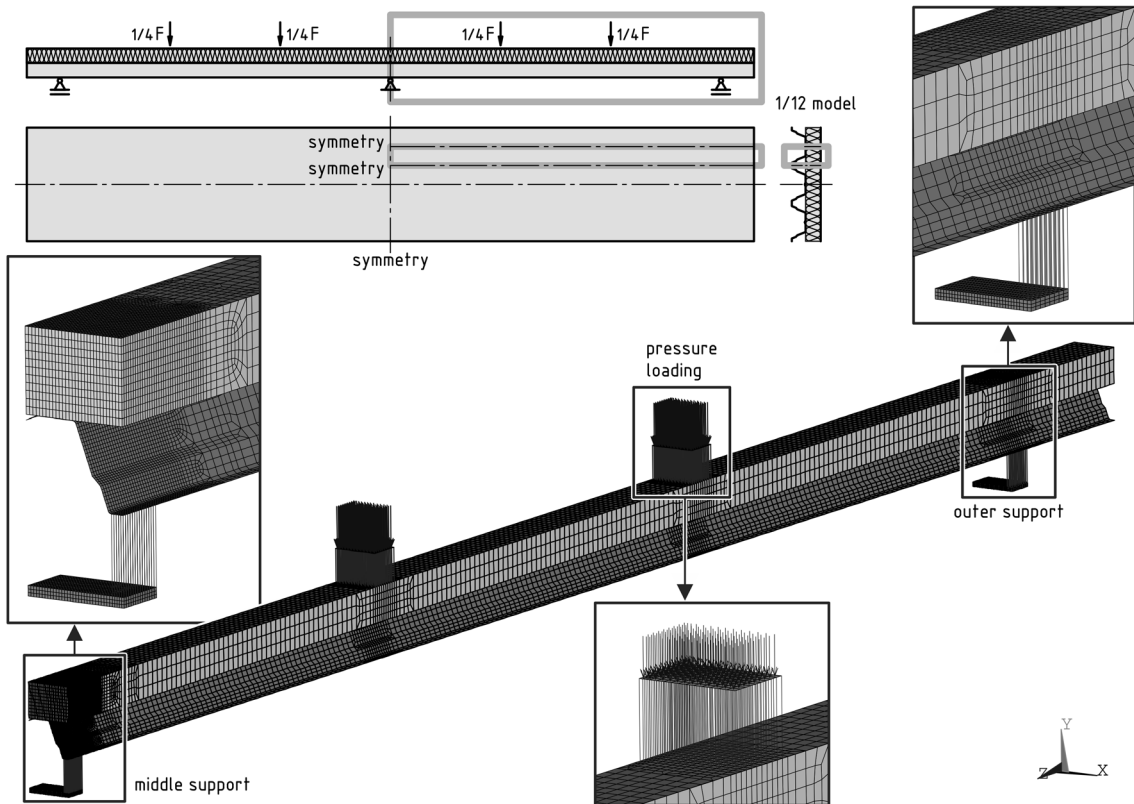 1/4F
1/4F
1/4F
1/4F
1/12 model
symmetry
symmetry
symmetry
pressure
loading
outer support
middle support
Y
Z
X